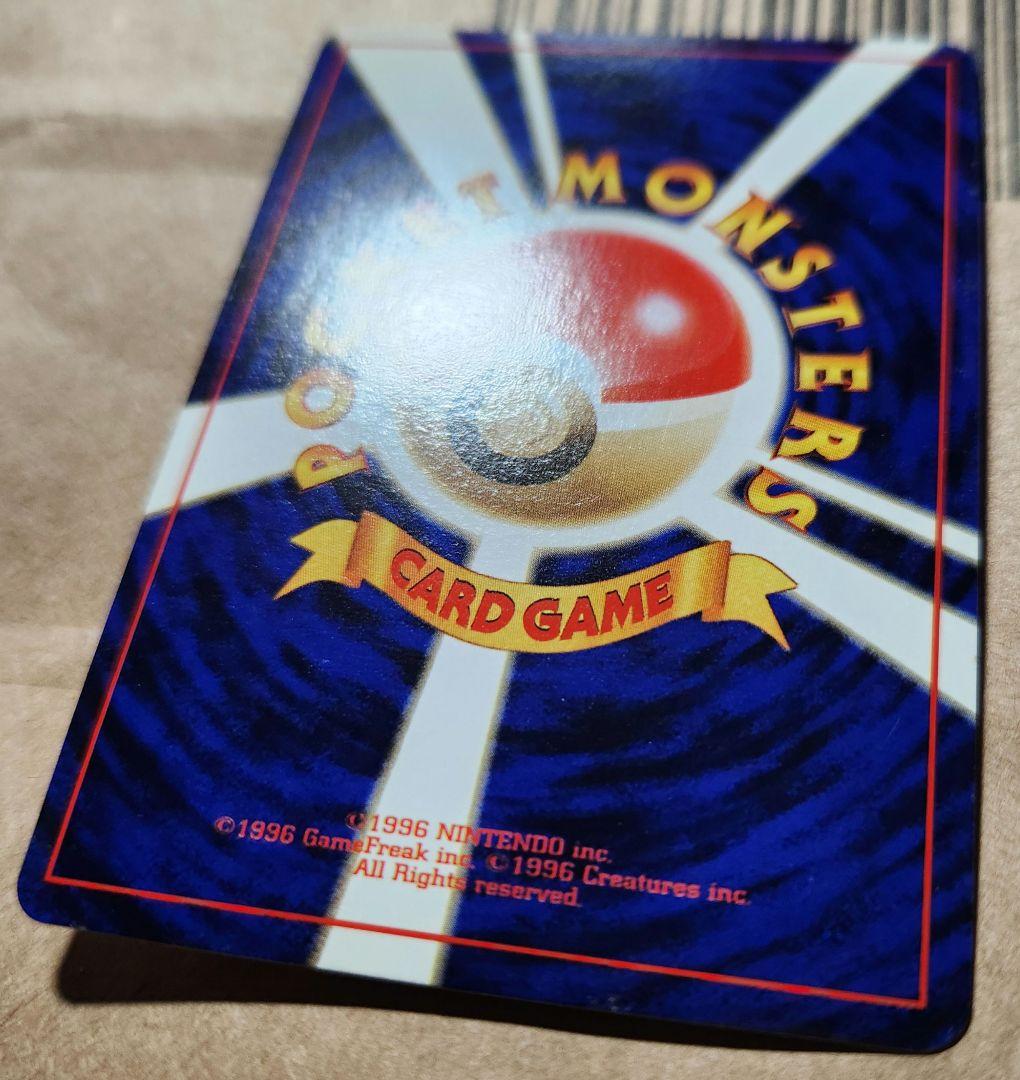 POCKET MONSTERS
CARD GAME
©1996 NINTENDO inc.
©1996 GameFreak inc. ©1996 Creatures inc.
All Rights reserved.